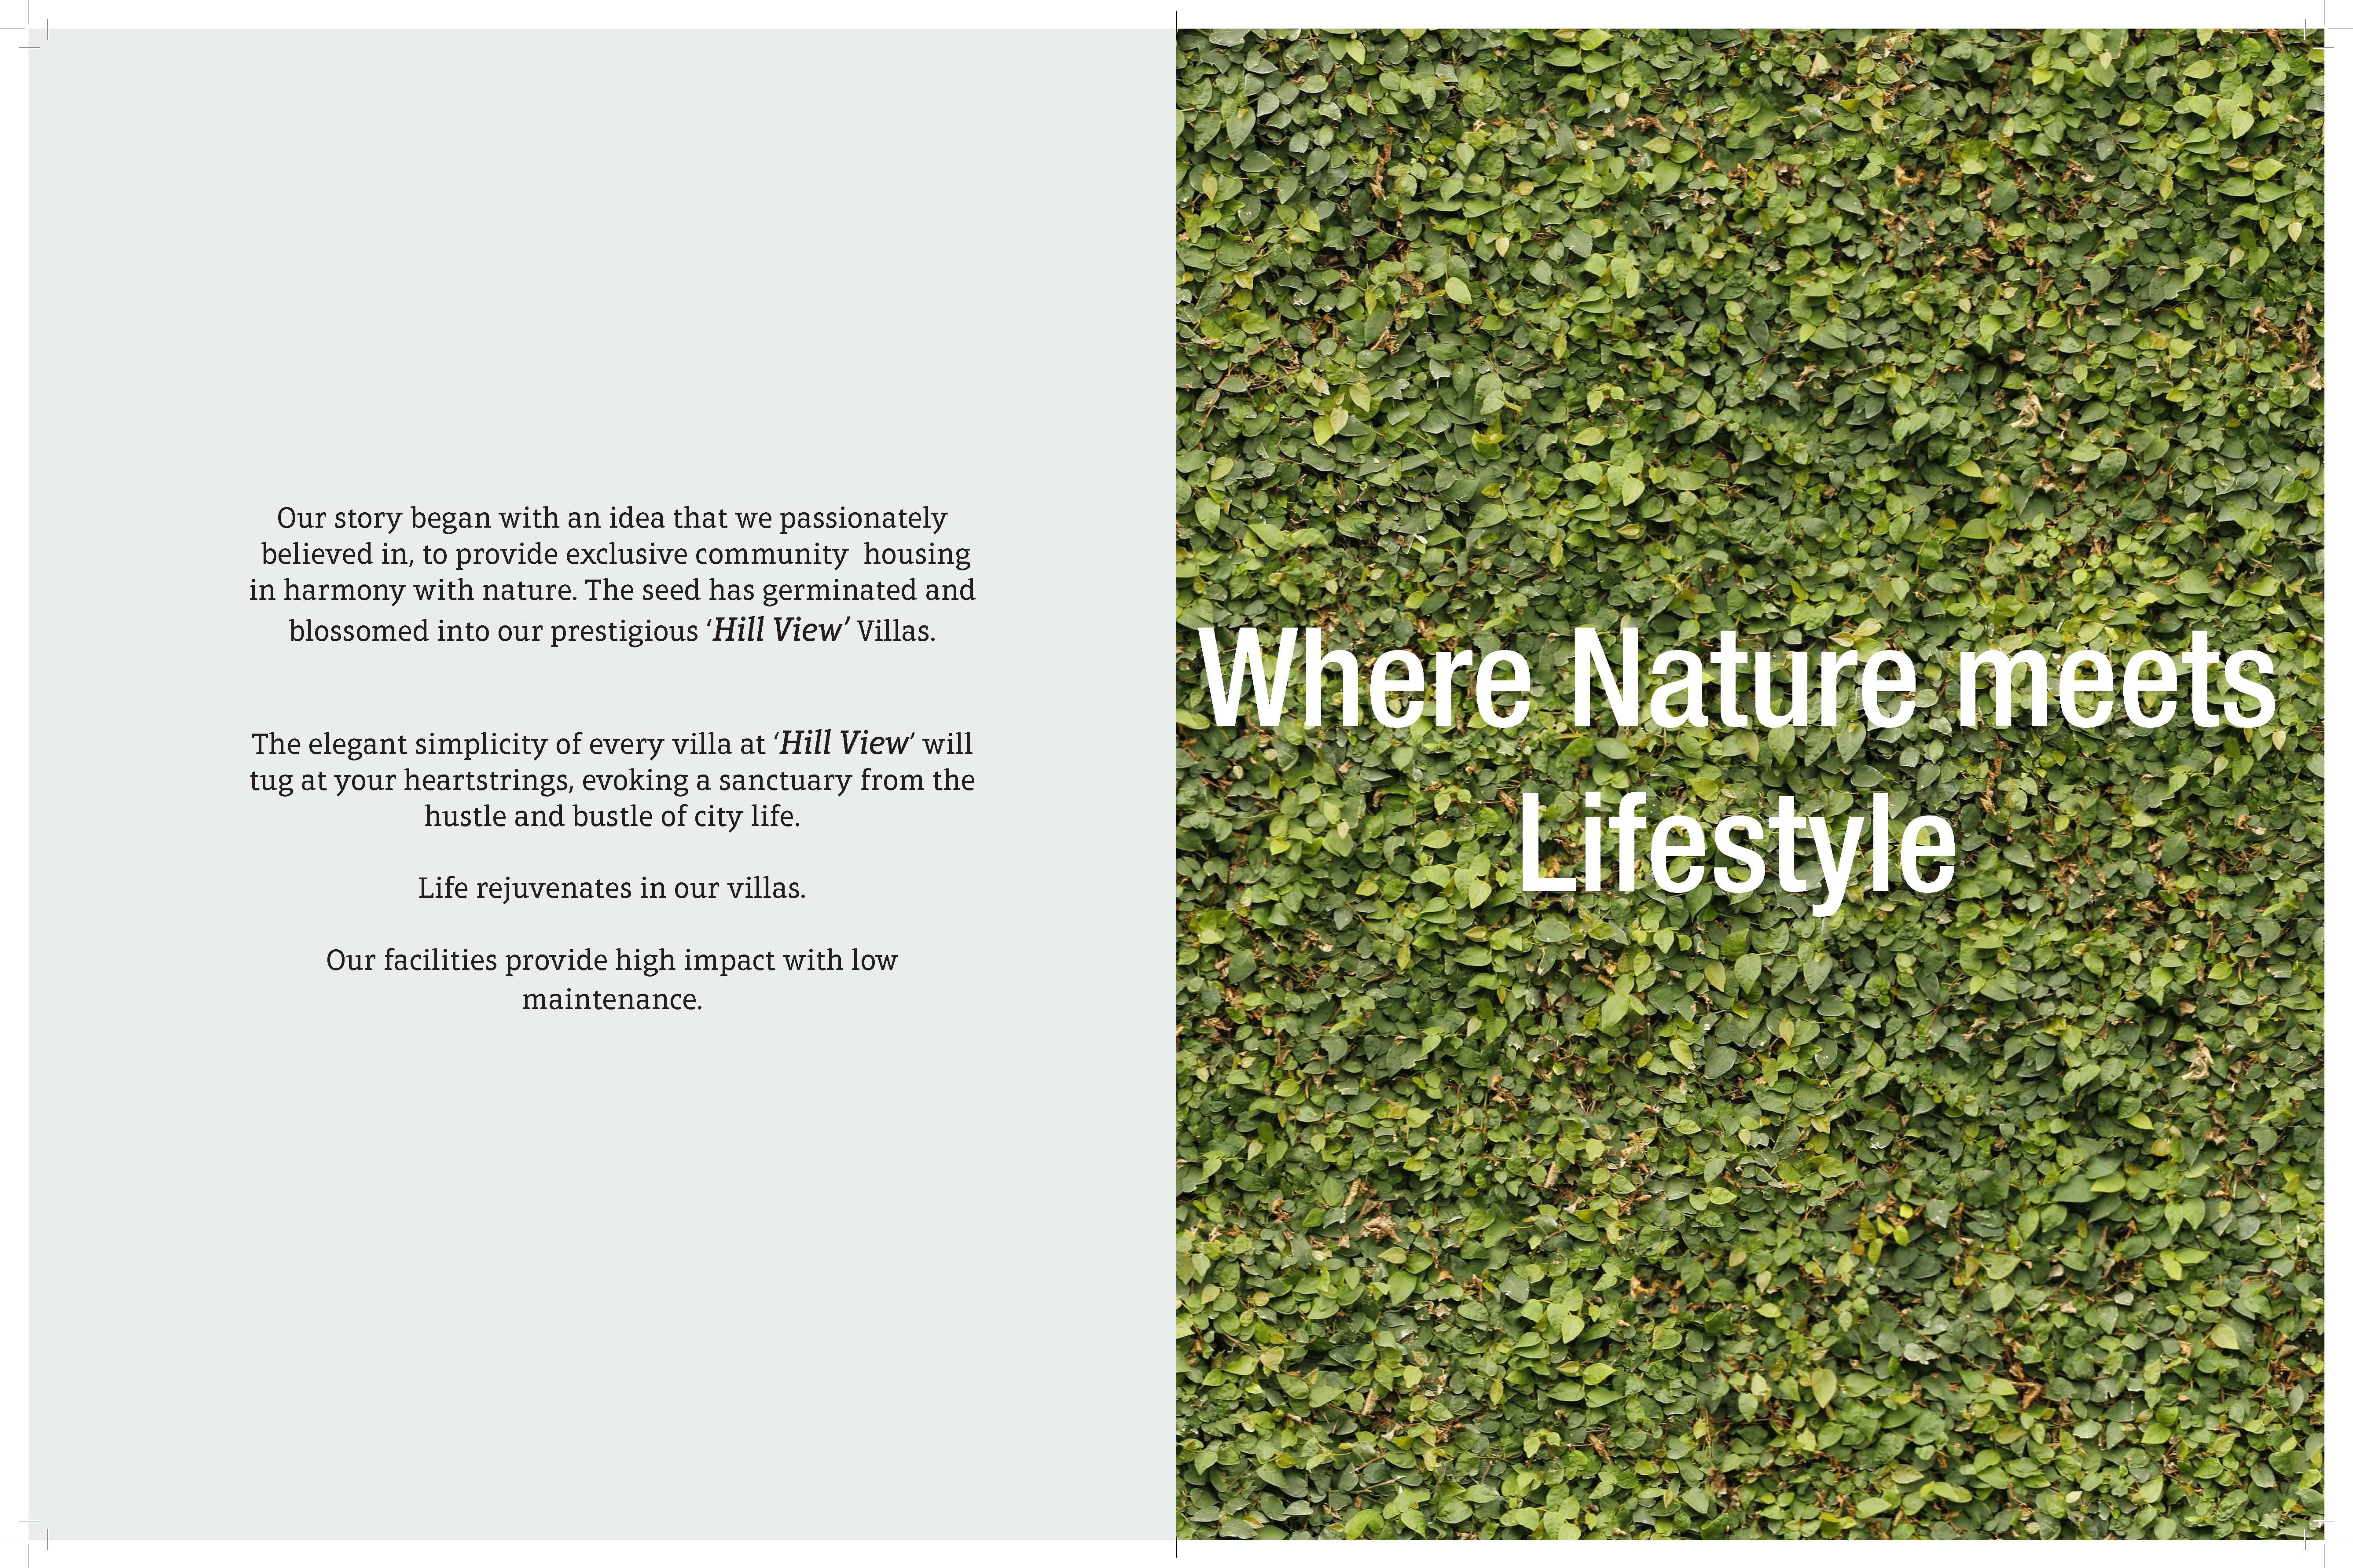 Our story began with an idea that we passionately
believed in, to provide exclusive community  housing
in harmony with nature. The seed has germinated and
blossomed into our prestigious ‘Hill View’ Villas.
The elegant simplicity of every villa at ‘Hill View’ will
tug at your heartstrings, evoking a sanctuary from the
hustle and bustle of city life.
Life rejuvenates in our villas.
Our facilities provide high impact with low
maintenance.
Where Nature meets
Lifestyle